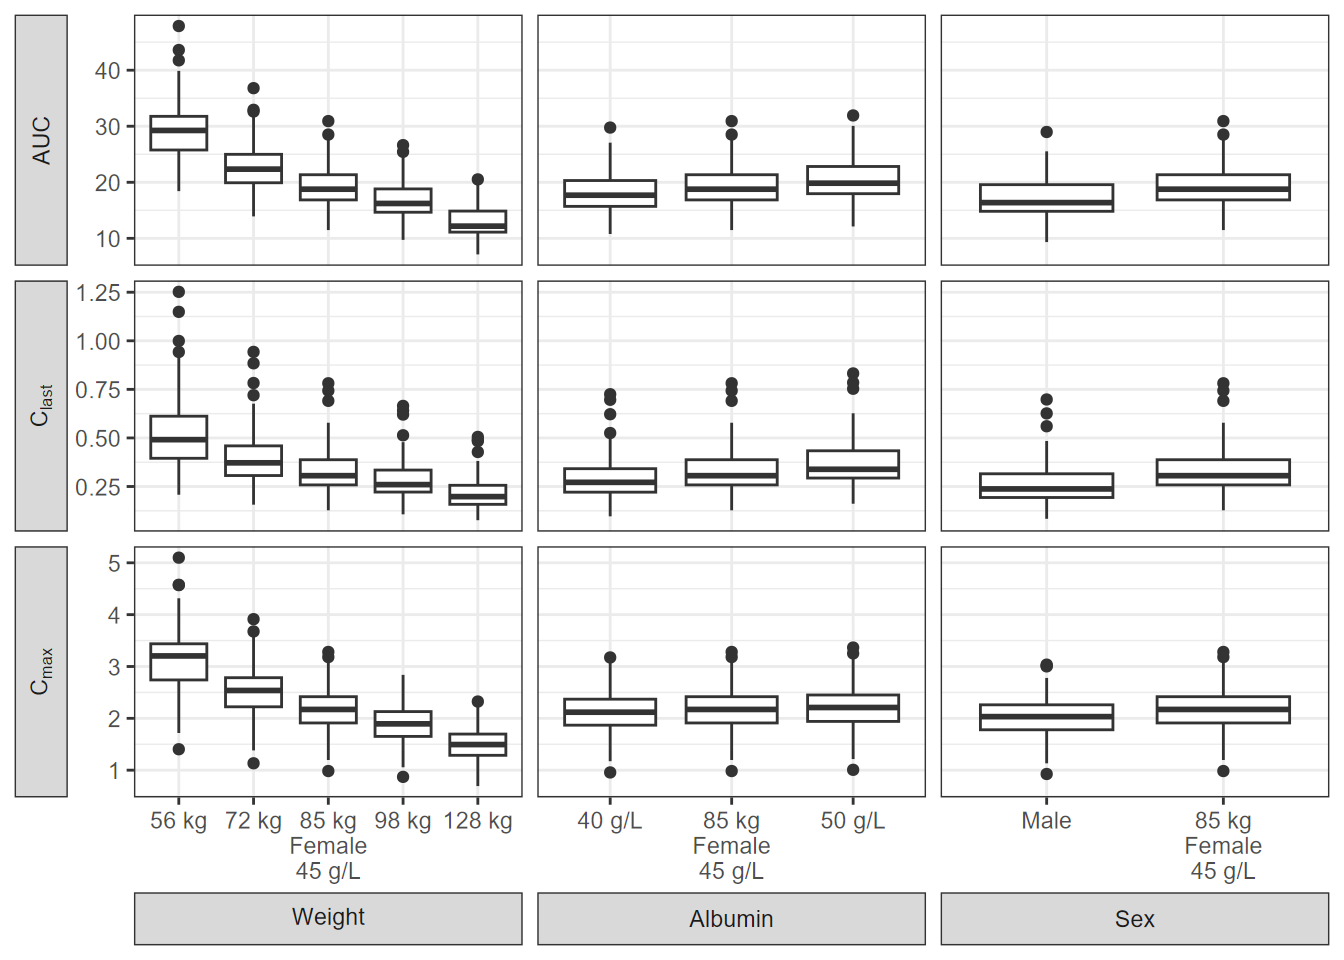 AUC
40
30
20
10
C_last
1.25
1.00
0.75
0.50
0.25
C_max
5
4
3
2
1
56 kg 72 kg 85 kg 98 kg 128 kg
Female
45 g/L
40 g/L 85 kg 50 g/L
Female
45 g/L
Male 85 kg
Female
45 g/L
Weight
Albumin
Sex